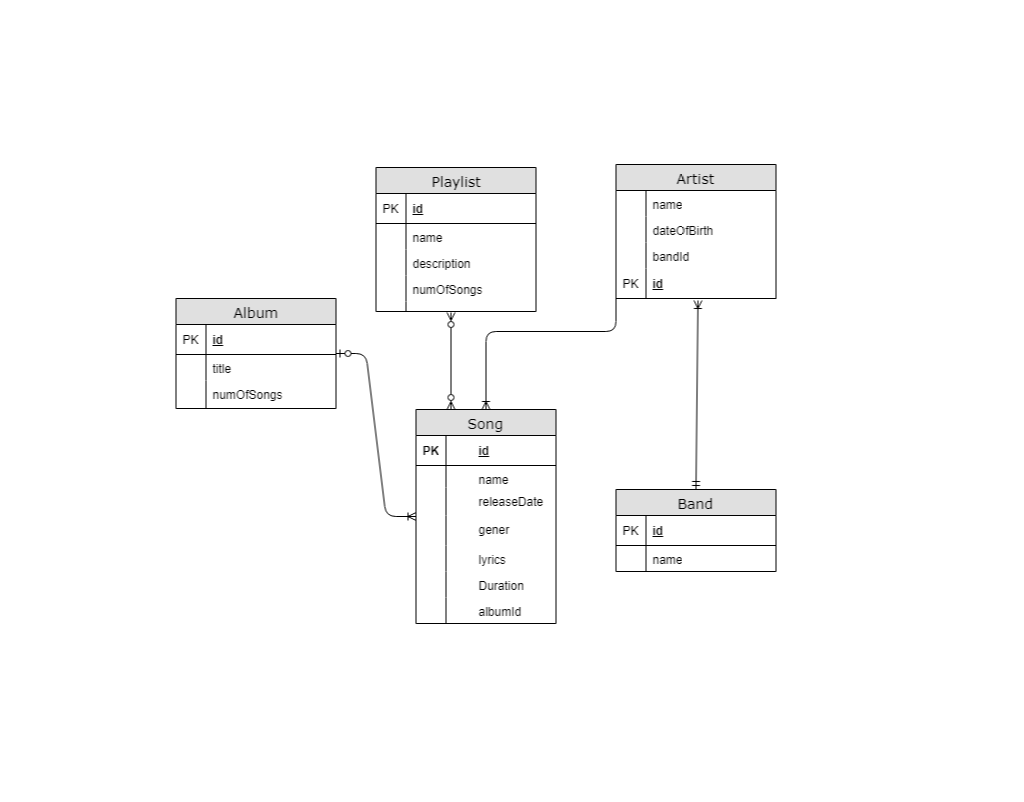 Playlist
PK id
name
description
numOfSongs
Artist
name
dateOfBirth
bandId
PK id
Album
PK id
title
numOfSongs
Song
PK id
name
releaseDate
gener
lyrics
Duration
albumId
Band
PK id
name